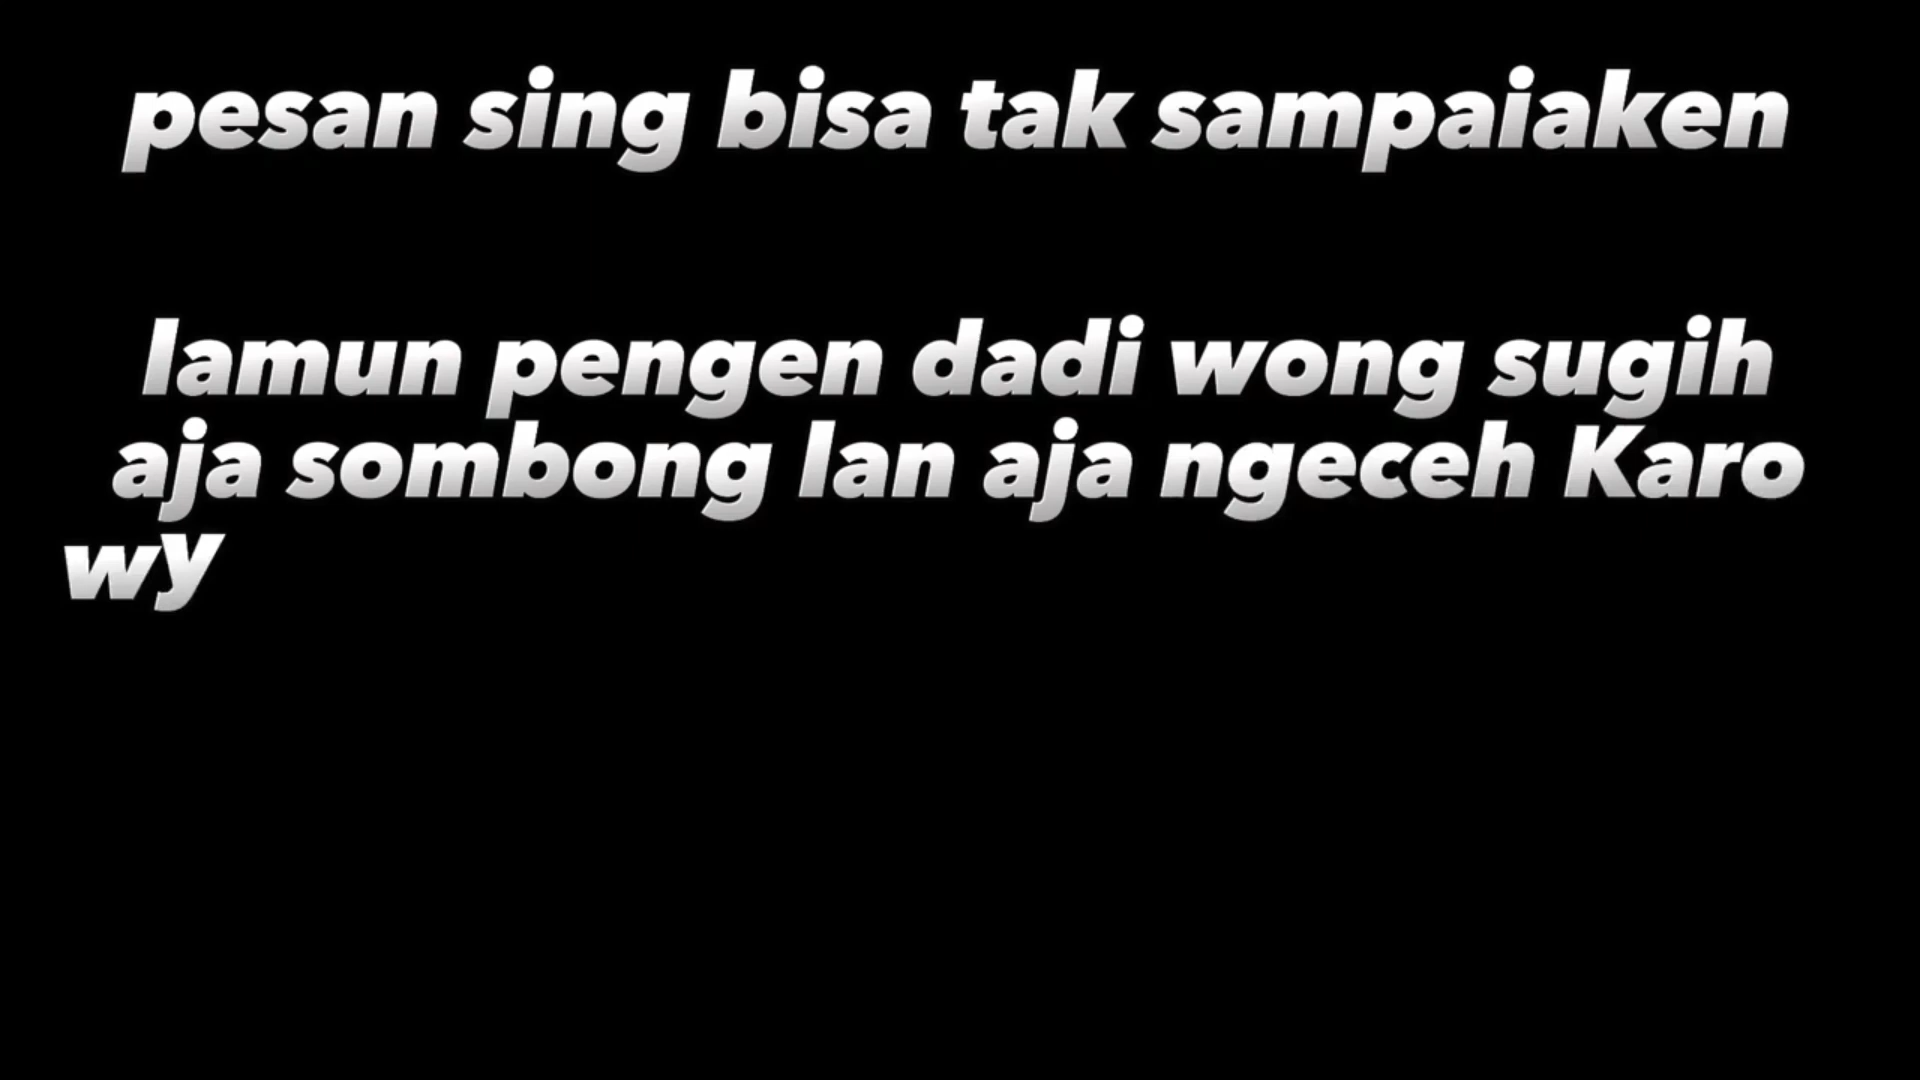 pesan sing bisa tak sampaiaken
lamun pengen dadi wong sugih
aja sombong lan aja ngeceh Karo
wy